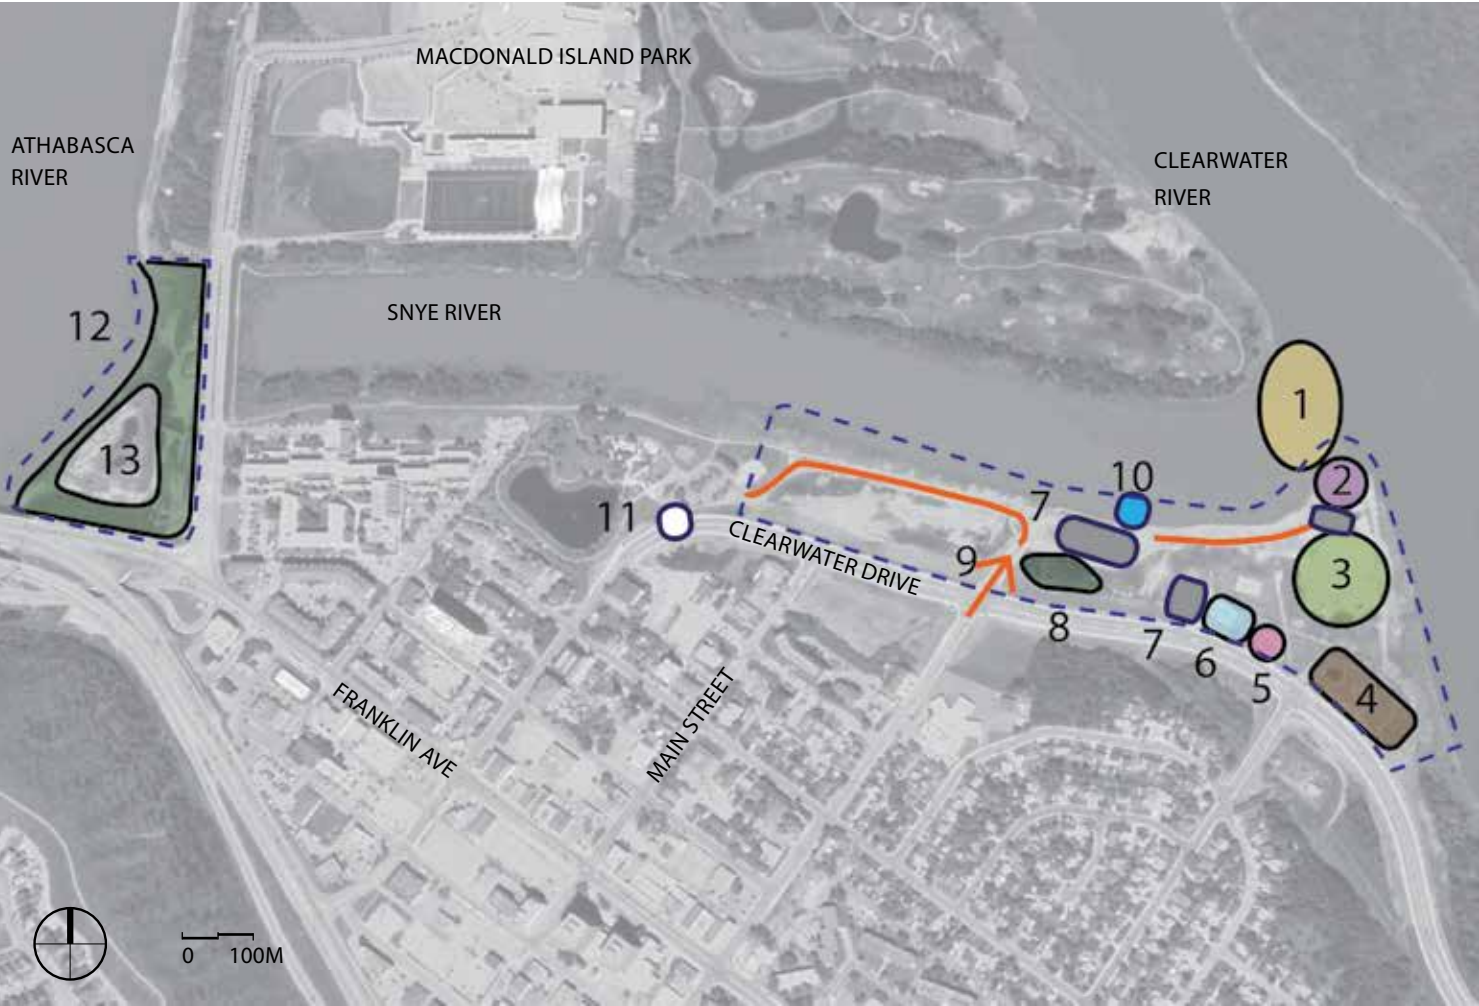 MACDONALD ISLAND PARK
ATHABASCA
RIVER
CLEARWATER
RIVER
SNYE RIVER
12
1
13
2
10
7
11
CLEARWATER DRIVE
9
3
8
7
6
5
4
FRANKLIN AVE
MAIN STREET
0 100M